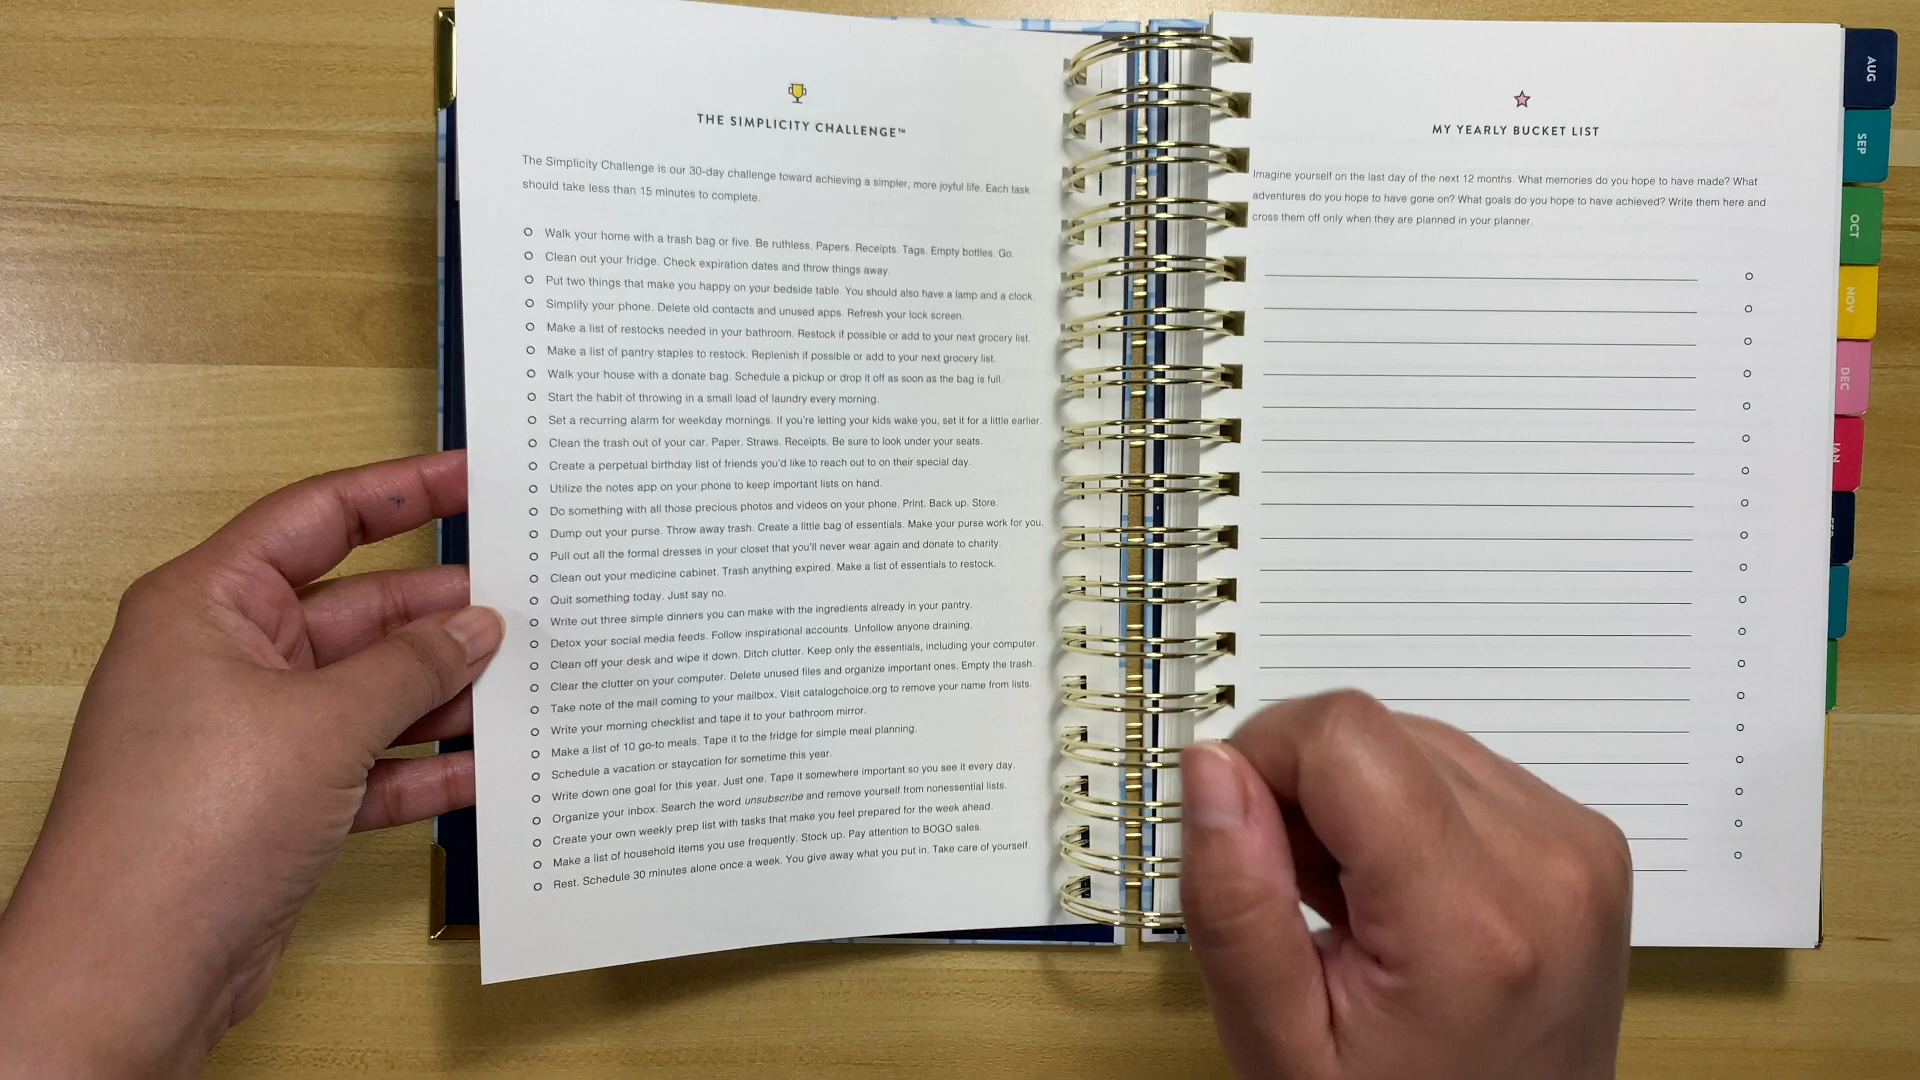 THE SIMPLICITY CHALLENGE™
The Simplicity Challenge is our 30-day challenge toward achieving a simpler, more joyful life. Each task
should take less than 15 minutes to complete.
Walk your home with a trash bag or five. Be ruthless. Papers. Receipts. Tags. Empty bottles. Go.
Clean out your fridge. Check expiration dates and throw things away.
Put two things that make you happy on your bedside table. You should also have a lamp and a clock.
Simplify your phone. Delete old contacts and unused apps. Refresh your lock screen.
Make a list of restocks needed in your bathroom. Restock if possible or add to your next grocery list.
Make a list of pantry staples to restock. Replenish if possible or add to your next grocery list.
Walk your house with a donate bag. Schedule a pickup or drop it off as soon as the bag is full.
Start the habit of throwing in a small load of laundry every morning.
Set a recurring alarm for weekday mornings. If you're letting your kids wake you, set it for a little earlier.
Clean the trash out of your car. Paper. Straws. Receipts. Be sure to look under your seats.
Create a perpetual birthday list of friends you'd like to reach out to on their special day.
Utilize the notes app on your phone to keep important lists on hand.
Do something with all those precious photos and videos on your phone. Print. Back up. Store.
Dump out your purse. Throw away trash. Create a little bag of essentials. Make your purse work for you.
Pull out all the formal dresses in your closet that you'll never wear again and donate to charity.
Clean out your medicine cabinet. Trash anything expired. Make a list of essentials to restock.
Quit something today. Just say no.
Write out three simple dinners you can make with the ingredients already in your pantry.
Detox your social media feeds. Follow inspirational accounts. Unfollow anyone draining.
Clean off your desk and wipe it down. Ditch clutter. Keep only the essentials, including your computer.
Clear the clutter on your computer. Delete unused files and organize important ones. Empty the trash.
Take note of the mail coming to your mailbox. Visit catalogchoice.org to remove your name from lists.
Write your morning checklist and tape it to your bathroom mirror.
Make a list of 10 go-to meals. Tape it to the fridge for simple meal planning.
Schedule a vacation or staycation for sometime this year.
Write down one goal for this year. Just one. Tape it somewhere important so you see it every day.
Organize your inbox. Search the word unsubscribe and remove yourself from nonessential lists.
Create your own weekly prep list with tasks that make you feel prepared for the week ahead.
Make a list of household items you use frequently. Stock up. Pay attention to BOGO sales.
Rest. Schedule 30 minutes alone once a week. You give away what you put in. Take care of yourself.
MY YEARLY BUCKET LIST
Imagine yourself on the last day of the next 12 months. What memories do you hope to have made? What
adventures do you hope to have gone on? What goals do you hope to have achieved? Write them here and
cross them off only when they are planned in your planner.
AUG
SEP
OCT
NOV
DEC
JAN